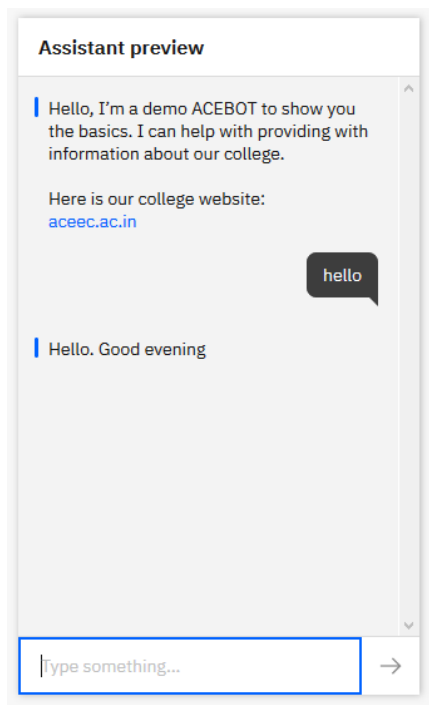 Assistant preview
Hello, I'm a demo ACEBOT to show you
the basics. I can help with providing with
information about our college.
Here is our college website:
aceec.ac.in
hello
Hello. Good evening
Type something...